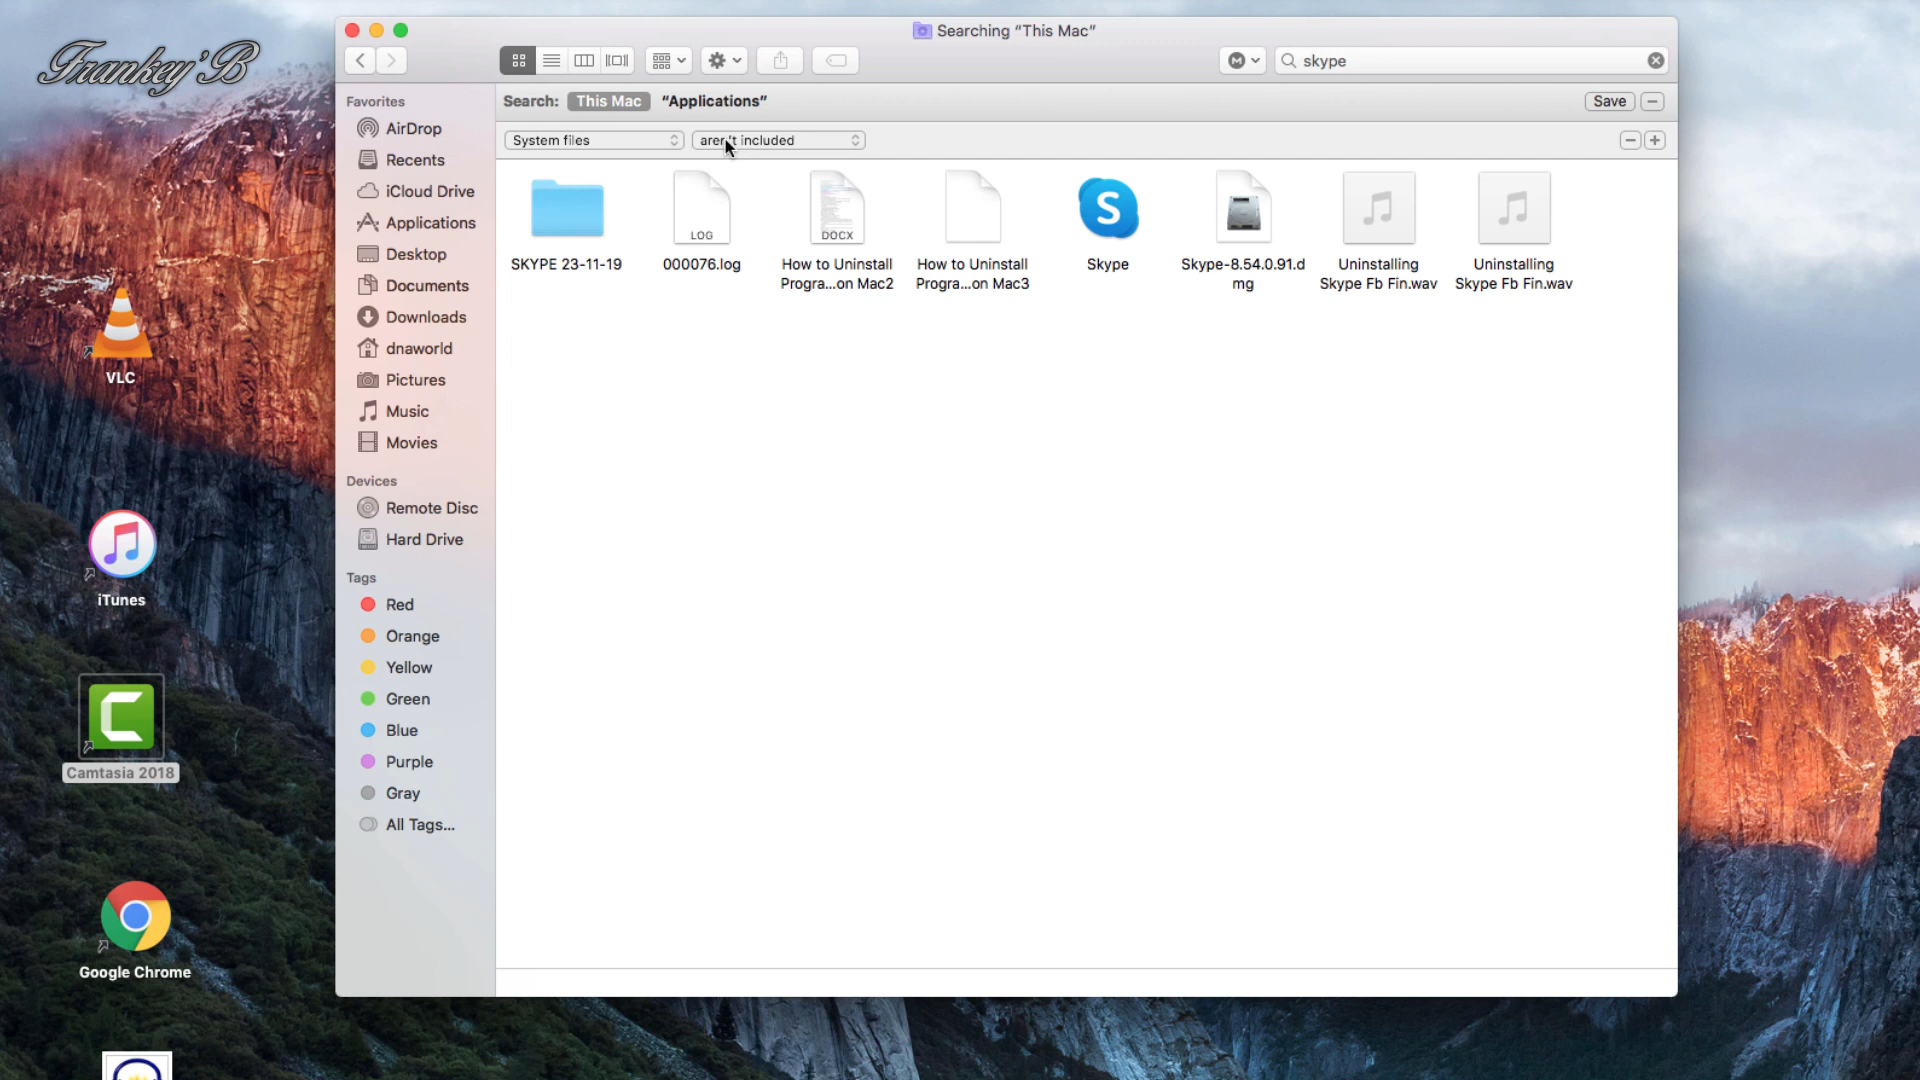 Frankey'B
Searching “This Mac”
skype
Search: This Mac “Applications” Save
System files aren't included
Favorites
AirDrop
Recents
iCloud Drive
Applications
Desktop
Documents
Downloads
dnaworld
Pictures
Music
Movies
Devices
Remote Disc
Hard Drive
Tags
Red
Orange
Yellow
Green
Blue
Purple
Gray
All Tags...
SKYPE 23-11-19
LOG
000076.log
DOCX
How to Uninstall
Progra...on Mac2
How to Uninstall
Progra...on Mac3
S
Skype
Skype-8.54.0.91.d
mg
Uninstalling
Skype Fb Fin.wav
Uninstalling
Skype Fb Fin.wav
VLC
iTunes
Camtasia 2018
Google Chrome